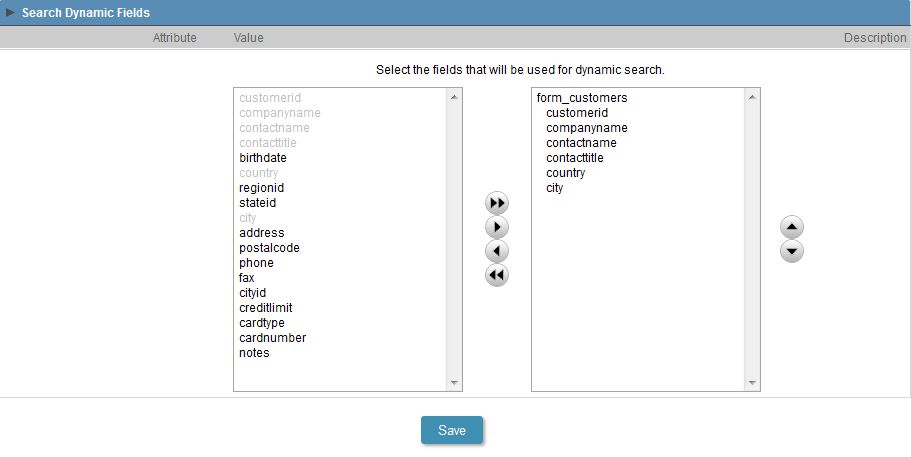 Search Dynamic Fields
Attribute Value Description
Select the fields that will be used for dynamic search.
customerid
companyname
contactname
contacttitle
birthdate
country
regionid
stateid
city
address
postalcode
phone
fax
cityid
creditlimit
cardtype
cardnumber
notes
form_customers
customerid
companyname
contactname
contacttitle
country
city
Save